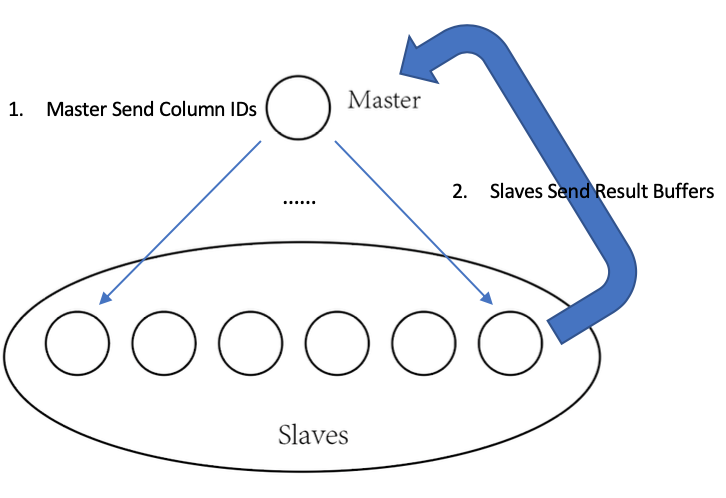 1. Master Send Column IDs
Master
......
2. Slaves Send Result Buffers
Slaves